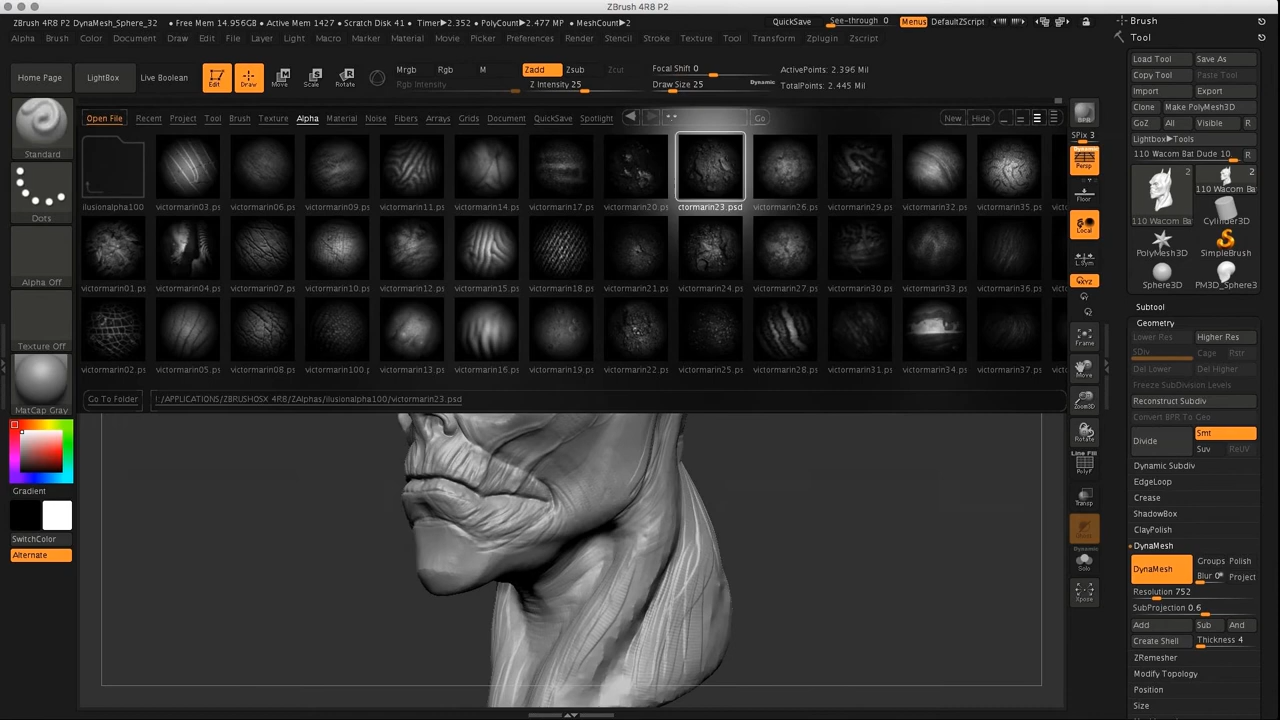 ZBrush 4R8 P2
ZBrush 4R8 P2 DynaMesh_Sphere_32 • Free Mem 14.956GB • Active Mem 1427 • Scratch Disk 41 • Timer▸2.352 • PolyCount▸2.477 MP • MeshCount▸2
QuickSave See-through 0 Menus DefaultZScript
Alpha Brush Color Document Draw Edit File Layer Light Macro Marker Material Movie Picker Preferences Render Stencil Stroke Texture Tool Transform Zplugin Zscript
Home Page LightBox Live Boolean Edit Draw Move Scale Rotate
Mrgb Rgb M Zadd Zsub Zcut Focal Shift 0 ActivePoints: 2.396 Mil
Rgb Intensity Z Intensity 25 Draw Size 25 Dynamic TotalPoints: 2.445 Mil
Open File Recent Project Tool Brush Texture Alpha Material Noise Fibers Arrays Grids Document QuickSave Spotlight Go New Hide
ilusionalpha100 victormarin03.ps victormarin06.ps victormarin09.ps victormarin11.ps victormarin14.ps victormarin17.ps victormarin20.ps ctormarin23.psd victormarin26.ps victormarin29.ps victormarin32.ps victormarin35.ps
victormarin01.ps victormarin04.ps victormarin07.ps victormarin10.ps victormarin12.ps victormarin15.ps victormarin18.ps victormarin21.ps victormarin24.ps victormarin27.ps victormarin30.ps victormarin33.ps victormarin36.ps
victormarin02.ps victormarin05.ps victormarin08.ps victormarin100.p victormarin13.ps victormarin16.ps victormarin19.ps victormarin22.ps victormarin25.ps victormarin28.ps victormarin31.ps victormarin34.ps victormarin37.ps
Go To Folder !:/APPLICATIONS/ZBRUSHOSX 4R8/ZAlphas/ilusionalpha100/victormarin23.psd
Standard
Dots
Alpha Off
Texture Off
MatCap Gray
Gradient
SwitchColor
Alternate
BPR
SPix 3
Dynamic
Persp
Floor
Local
L.Sym
XYZ
Frame
Move
Zoom3D
Rotate
Line Fill
PolyF
Transp
Dynamic
Solo
Xpose
Brush
Tool
Load Tool Save As
Copy Tool Paste Tool
Import Export
Clone Make PolyMesh3D
GoZ All Visible R
Lightbox▸Tools
110 Wacom Bat Dude 10. R
2 2
110 Wacom Ba
110 Wacom Ba Cylinder3D
PolyMesh3D SimpleBrush
Sphere3D PM3D_Sphere3
Subtool
Geometry
Lower Res Higher Res
SDiv Cage Rstr
Del Lower Del Higher
Freeze SubDivision Levels
Reconstruct Subdiv
Convert BPR To Geo
Divide Smt
Suv ReUV
Dynamic Subdiv
EdgeLoop
Crease
ShadowBox
ClayPolish
DynaMesh
DynaMesh Groups Polish
Blur 0 Project
Resolution 752
SubProjection 0.6
Add Sub And
Create Shell Thickness 4
ZRemesher
Modify Topology
Position
Size